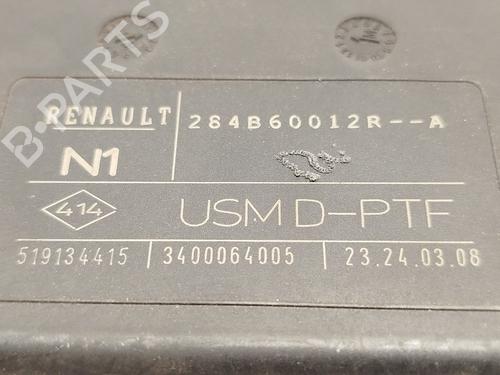 RENAULT 284B60012R--A
N1
414 USM D-PTF
519134415 3400064005 23.24.03.08
B-PARTS